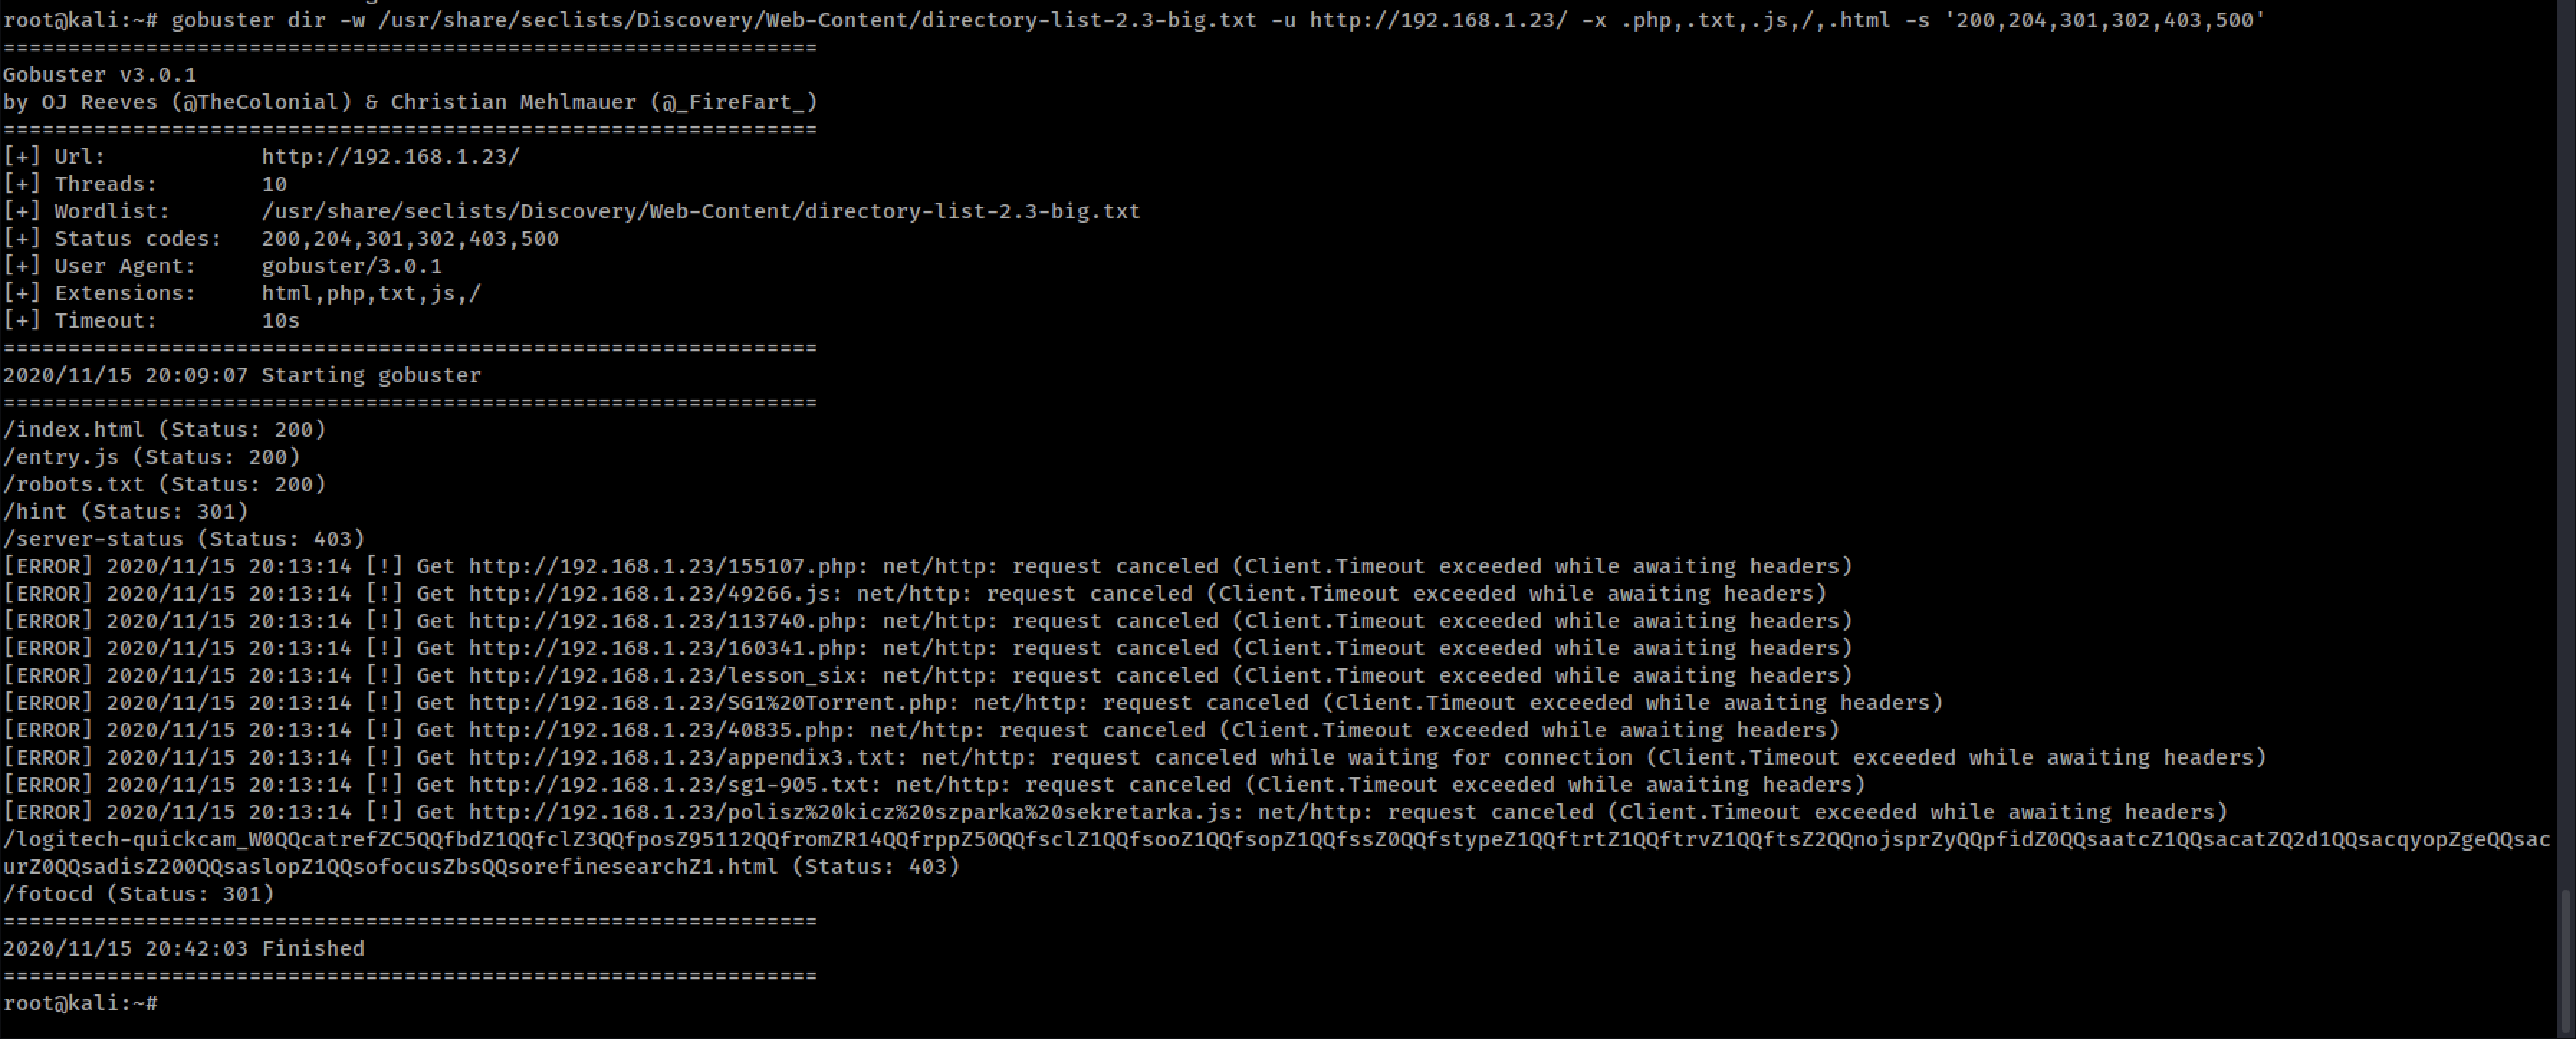 root@kali:~# gobuster dir -w /usr/share/seclists/Discovery/Web-Content/directory-list-2.3-big.txt -u http://192.168.1.23/ -x .php,.txt,.js,/,.html -s '200,204,301,302,403,500'
===============================================================
Gobuster v3.0.1
by OJ Reeves (@TheColonial) & Christian Mehlmauer (@_FireFart_)
===============================================================
[+] Url:            http://192.168.1.23/
[+] Threads:        10
[+] Wordlist:       /usr/share/seclists/Discovery/Web-Content/directory-list-2.3-big.txt
[+] Status codes:   200,204,301,302,403,500
[+] User Agent:     gobuster/3.0.1
[+] Extensions:     html,php,txt,js,/
[+] Timeout:        10s
===============================================================
2020/11/15 20:09:07 Starting gobuster
===============================================================
/index.html (Status: 200)
/entry.js (Status: 200)
/robots.txt (Status: 200)
/hint (Status: 301)
/server-status (Status: 403)
[ERROR] 2020/11/15 20:13:14 [!] Get http://192.168.1.23/155107.php: net/http: request canceled (Client.Timeout exceeded while awaiting headers)
[ERROR] 2020/11/15 20:13:14 [!] Get http://192.168.1.23/49266.js: net/http: request canceled (Client.Timeout exceeded while awaiting headers)
[ERROR] 2020/11/15 20:13:14 [!] Get http://192.168.1.23/113740.php: net/http: request canceled (Client.Timeout exceeded while awaiting headers)
[ERROR] 2020/11/15 20:13:14 [!] Get http://192.168.1.23/160341.php: net/http: request canceled (Client.Timeout exceeded while awaiting headers)
[ERROR] 2020/11/15 20:13:14 [!] Get http://192.168.1.23/lesson_six: net/http: request canceled (Client.Timeout exceeded while awaiting headers)
[ERROR] 2020/11/15 20:13:14 [!] Get http://192.168.1.23/SG1%20Torrent.php: net/http: request canceled (Client.Timeout exceeded while awaiting headers)
[ERROR] 2020/11/15 20:13:14 [!] Get http://192.168.1.23/40835.php: net/http: request canceled (Client.Timeout exceeded while awaiting headers)
[ERROR] 2020/11/15 20:13:14 [!] Get http://192.168.1.23/appendix3.txt: net/http: request canceled while waiting for connection (Client.Timeout exceeded while awaiting headers)
[ERROR] 2020/11/15 20:13:14 [!] Get http://192.168.1.23/sg1-905.txt: net/http: request canceled (Client.Timeout exceeded while awaiting headers)
[ERROR] 2020/11/15 20:13:14 [!] Get http://192.168.1.23/polisz%20kicz%20szparka%20sekretarka.js: net/http: request canceled (Client.Timeout exceeded while awaiting headers)
/logitech-quickcam_W0QQcatrefZC5QQfbdZ1QQfclZ3QQfposZ95112QQfromZR14QQfrppZ50QQfsclZ1QQfsooZ1QQfsopZ1QQfssZ0QQfstypeZ1QQftrtZ1QQftrvZ1QQftsZ2QQnojsprZyQQpfidZ0QQsaatcZ1QQsacatZQ2d1QQsacqyopZgeQQsac
urZ0QQsadisZ200QQsaslopZ1QQsofocusZbsQQsorefinesearchZ1.html (Status: 403)
/fotocd (Status: 301)
===============================================================
2020/11/15 20:42:03 Finished
===============================================================
root@kali:~#